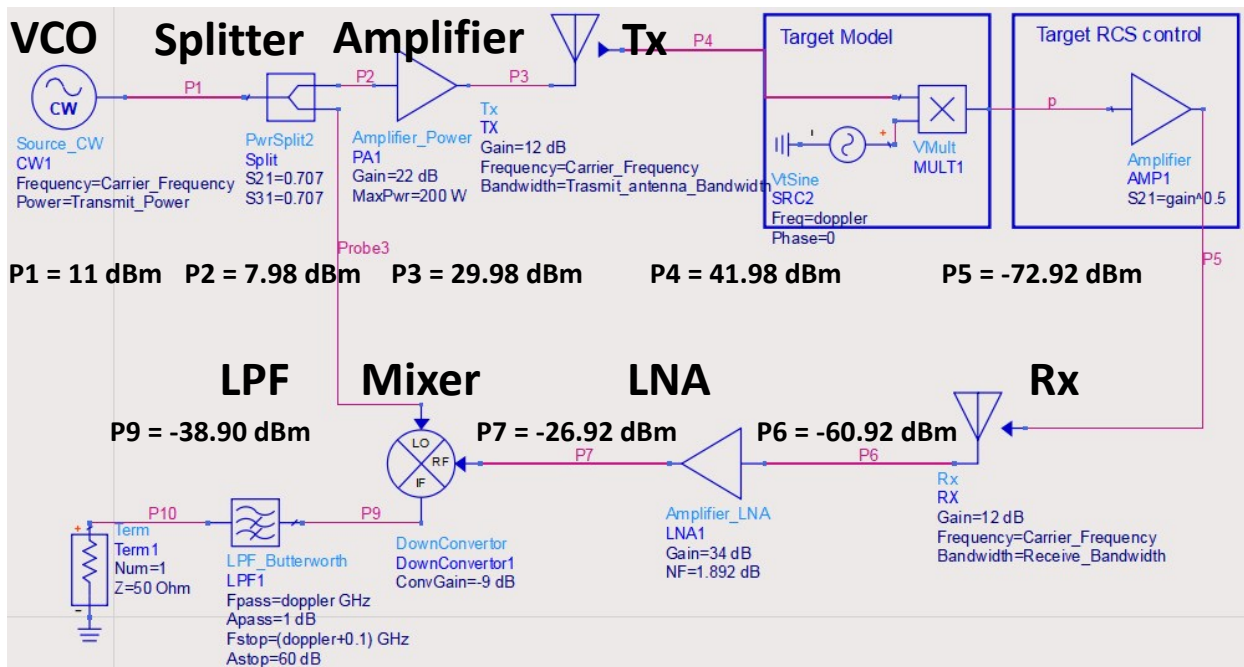 VCO
Splitter
Amplifier
Tx
P4
Target Model
Target RCS control
CW
P1
P2
P3
p
Source_CW
CW1
Frequency=Carrier_Frequency
Power=Transmit_Power
PwrSplit2
Split
S21=0.707
S31=0.707
Amplifier_Power
PA1
Gain=22 dB
MaxPwr=200 W
Tx
TX
Gain=12 dB
Frequency=Carrier_Frequency
Bandwidth=Trasmit_antenna_Bandwidth
VtSine
SRC2
Freq=doppler
Phase=0
VMult
MULT1
Amplifier
AMP1
S21=gain^0.5
Probe3
P5
P1 = 11 dBm
P2 = 7.98 dBm
P3 = 29.98 dBm
P4 = 41.98 dBm
P5 = -72.92 dBm
LPF
Mixer
LNA
Rx
P9 = -38.90 dBm
P7 = -26.92 dBm
P6 = -60.92 dBm
LO
RF
IF
P7
P6
P10
P9
Term
Term1
Num=1
Z=50 Ohm
LPF_Butterworth
LPF1
Fpass=doppler GHz
Apass=1 dB
Fstop=(doppler+0.1) GHz
Astop=60 dB
DownConvertor
DownConvertor1
ConvGain=-9 dB
Amplifier_LNA
LNA1
Gain=34 dB
NF=1.892 dB
Rx
RX
Gain=12 dB
Frequency=Carrier_Frequency
Bandwidth=Receive_Bandwidth